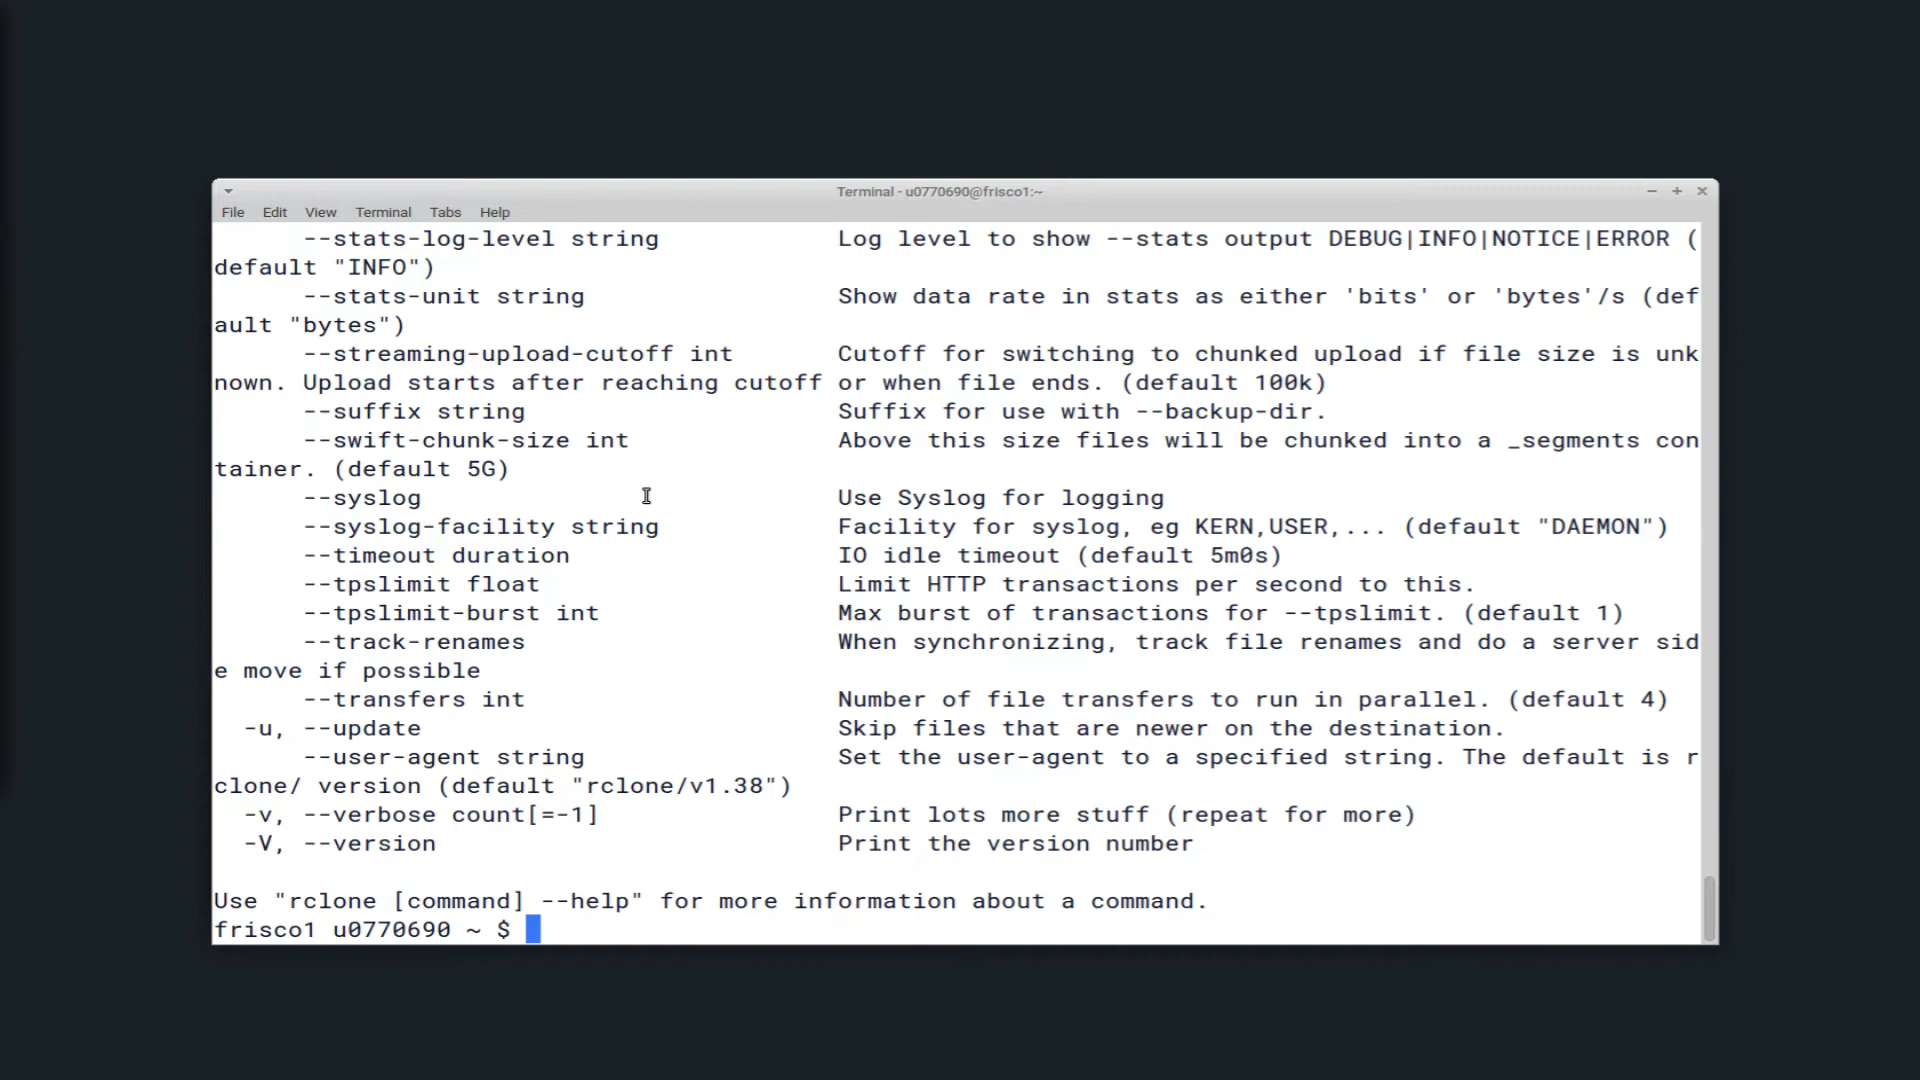 Terminal - u0770690@frisco1:~
File Edit View Terminal Tabs Help
      --stats-log-level string            Log level to show --stats output DEBUG|INFO|NOTICE|ERROR (
default "INFO")
      --stats-unit string                 Show data rate in stats as either 'bits' or 'bytes'/s (def
ault "bytes")
      --streaming-upload-cutoff int       Cutoff for switching to chunked upload if file size is unk
nown. Upload starts after reaching cutoff or when file ends. (default 100k)
      --suffix string                     Suffix for use with --backup-dir.
      --swift-chunk-size int              Above this size files will be chunked into a _segments con
tainer. (default 5G)
      --syslog                            Use Syslog for logging
      --syslog-facility string            Facility for syslog, eg KERN,USER,... (default "DAEMON")
      --timeout duration                  IO idle timeout (default 5m0s)
      --tpslimit float                    Limit HTTP transactions per second to this.
      --tpslimit-burst int                Max burst of transactions for --tpslimit. (default 1)
      --track-renames                     When synchronizing, track file renames and do a server sid
e move if possible
      --transfers int                     Number of file transfers to run in parallel. (default 4)
  -u, --update                            Skip files that are newer on the destination.
      --user-agent string                 Set the user-agent to a specified string. The default is r
clone/ version (default "rclone/v1.38")
  -v, --verbose count[=-1]                Print lots more stuff (repeat for more)
  -V, --version                           Print the version number

Use "rclone [command] --help" for more information about a command.
frisco1 u0770690 ~ $